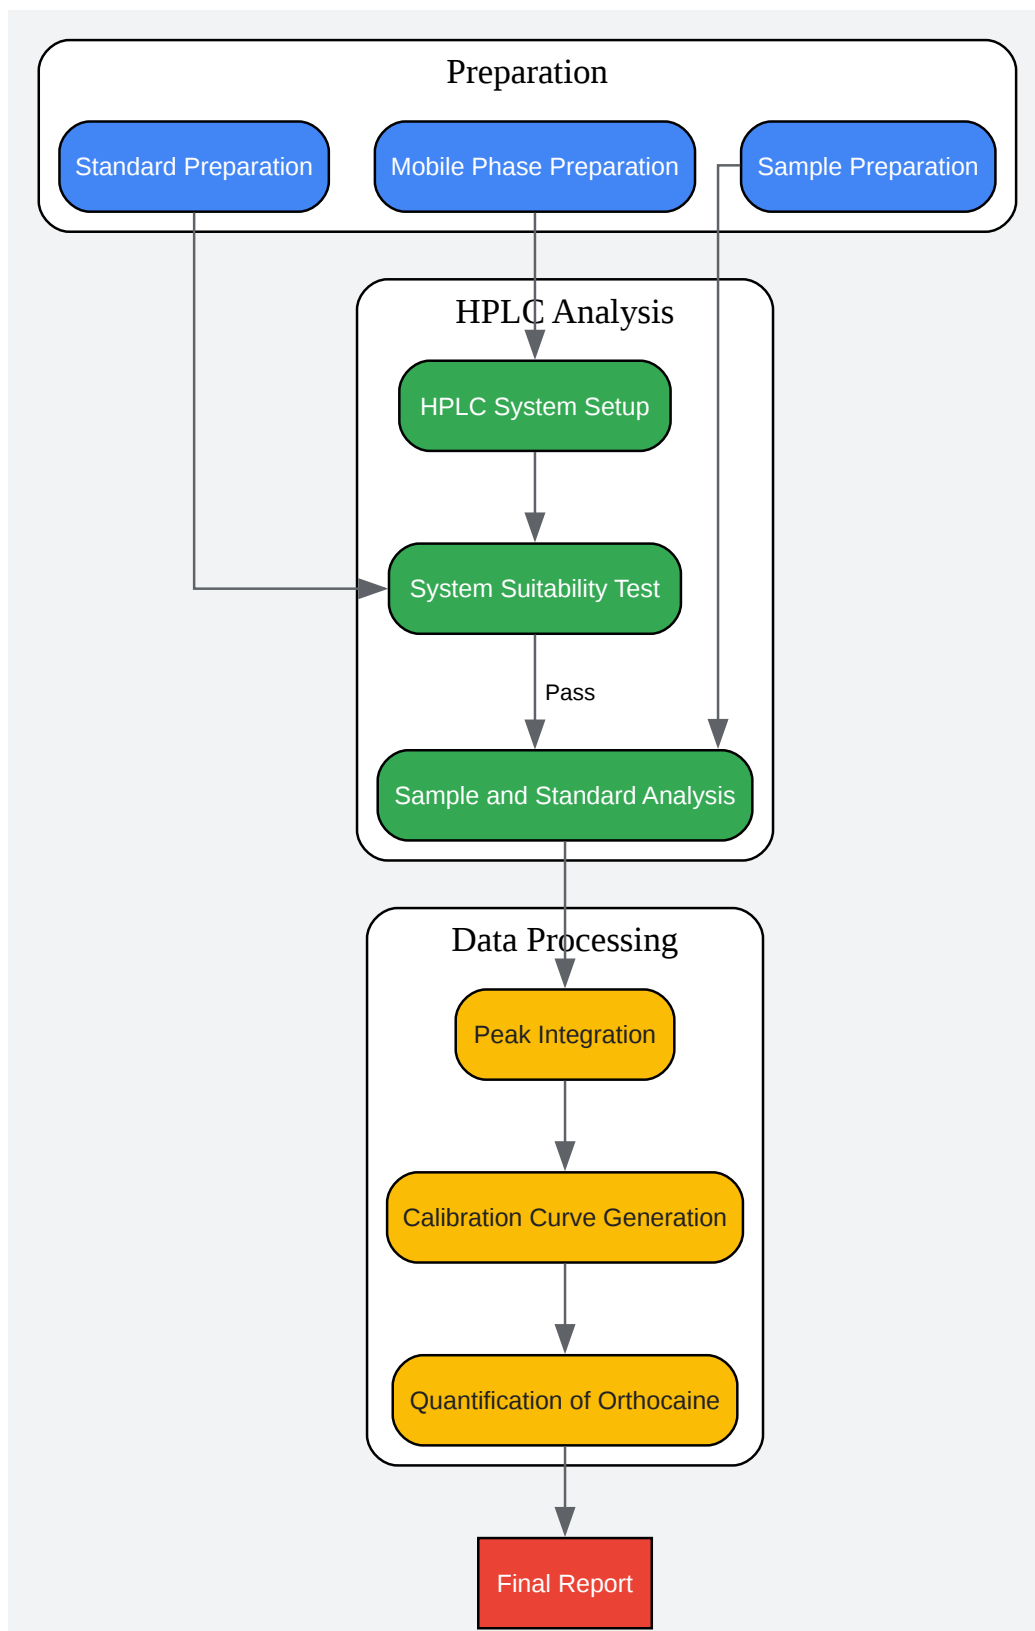 Preparation
Standard Preparation
Mobile Phase Preparation
Sample Preparation
HPLC Analysis
HPLC System Setup
System Suitability Test
Pass
Sample and Standard Analysis
Data Processing
Peak Integration
Calibration Curve Generation
Quantification of Orthocaine
Final Report